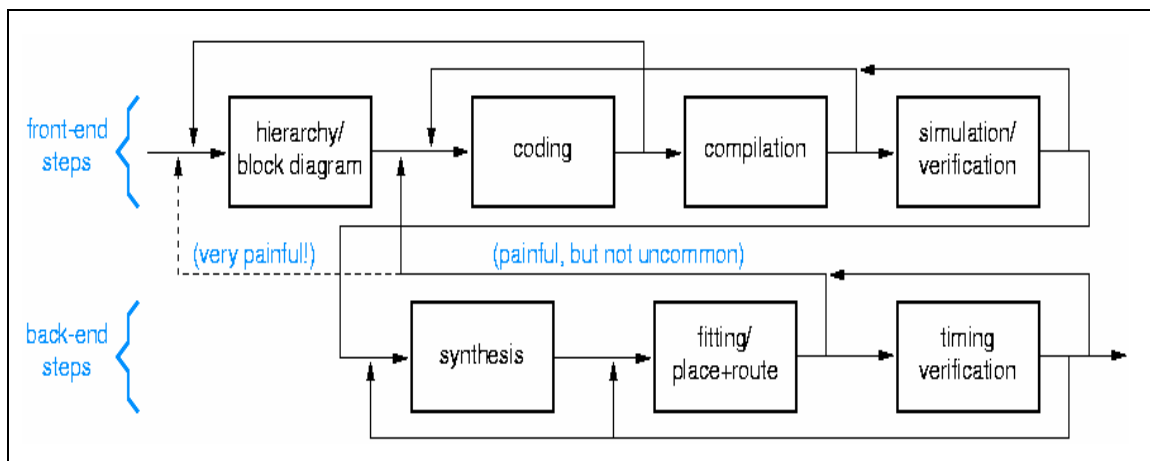 front-end
steps
hierarchy/
block diagram
coding
compilation
simulation/
verification
(very painful!)
(painful, but not uncommon)
back-end
steps
synthesis
fitting/
place+route
timing
verification